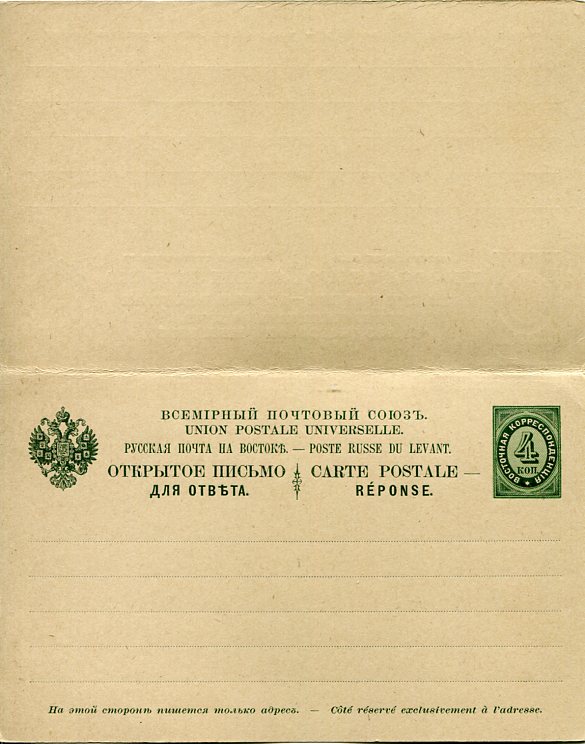 ВСЕМІРНЫЙ ПОЧТОВЫЙ СОЮЗЪ.
UNION POSTALE UNIVERSELLE.
РУССКАЯ ПОЧТА НА ВОСТОКѢ. — POSTE RUSSE DU LEVANT.
ОТКРЫТОЕ ПИСЬМО CARTE POSTALE —
ДЛЯ ОТВѢТА. RÉPONSE.
ВОСТОЧНАЯ КОРРЕСПОНДЕНЦІЯ
4
КОП.
На этой сторонѣ пишется только адресъ. — Côté réservé exclusivement à l'adresse.